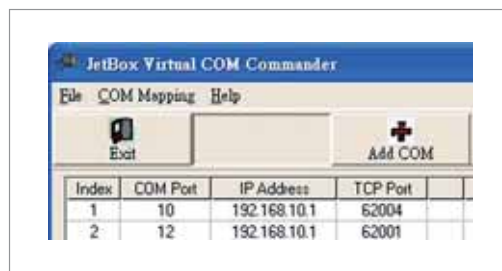 JetBox Virtual COM Commander
File COM Mapping Help
Exit Add COM
Index COM Port IP Address TCP Port
1 10 192.168.10.1 62004
2 12 192.168.10.1 62001